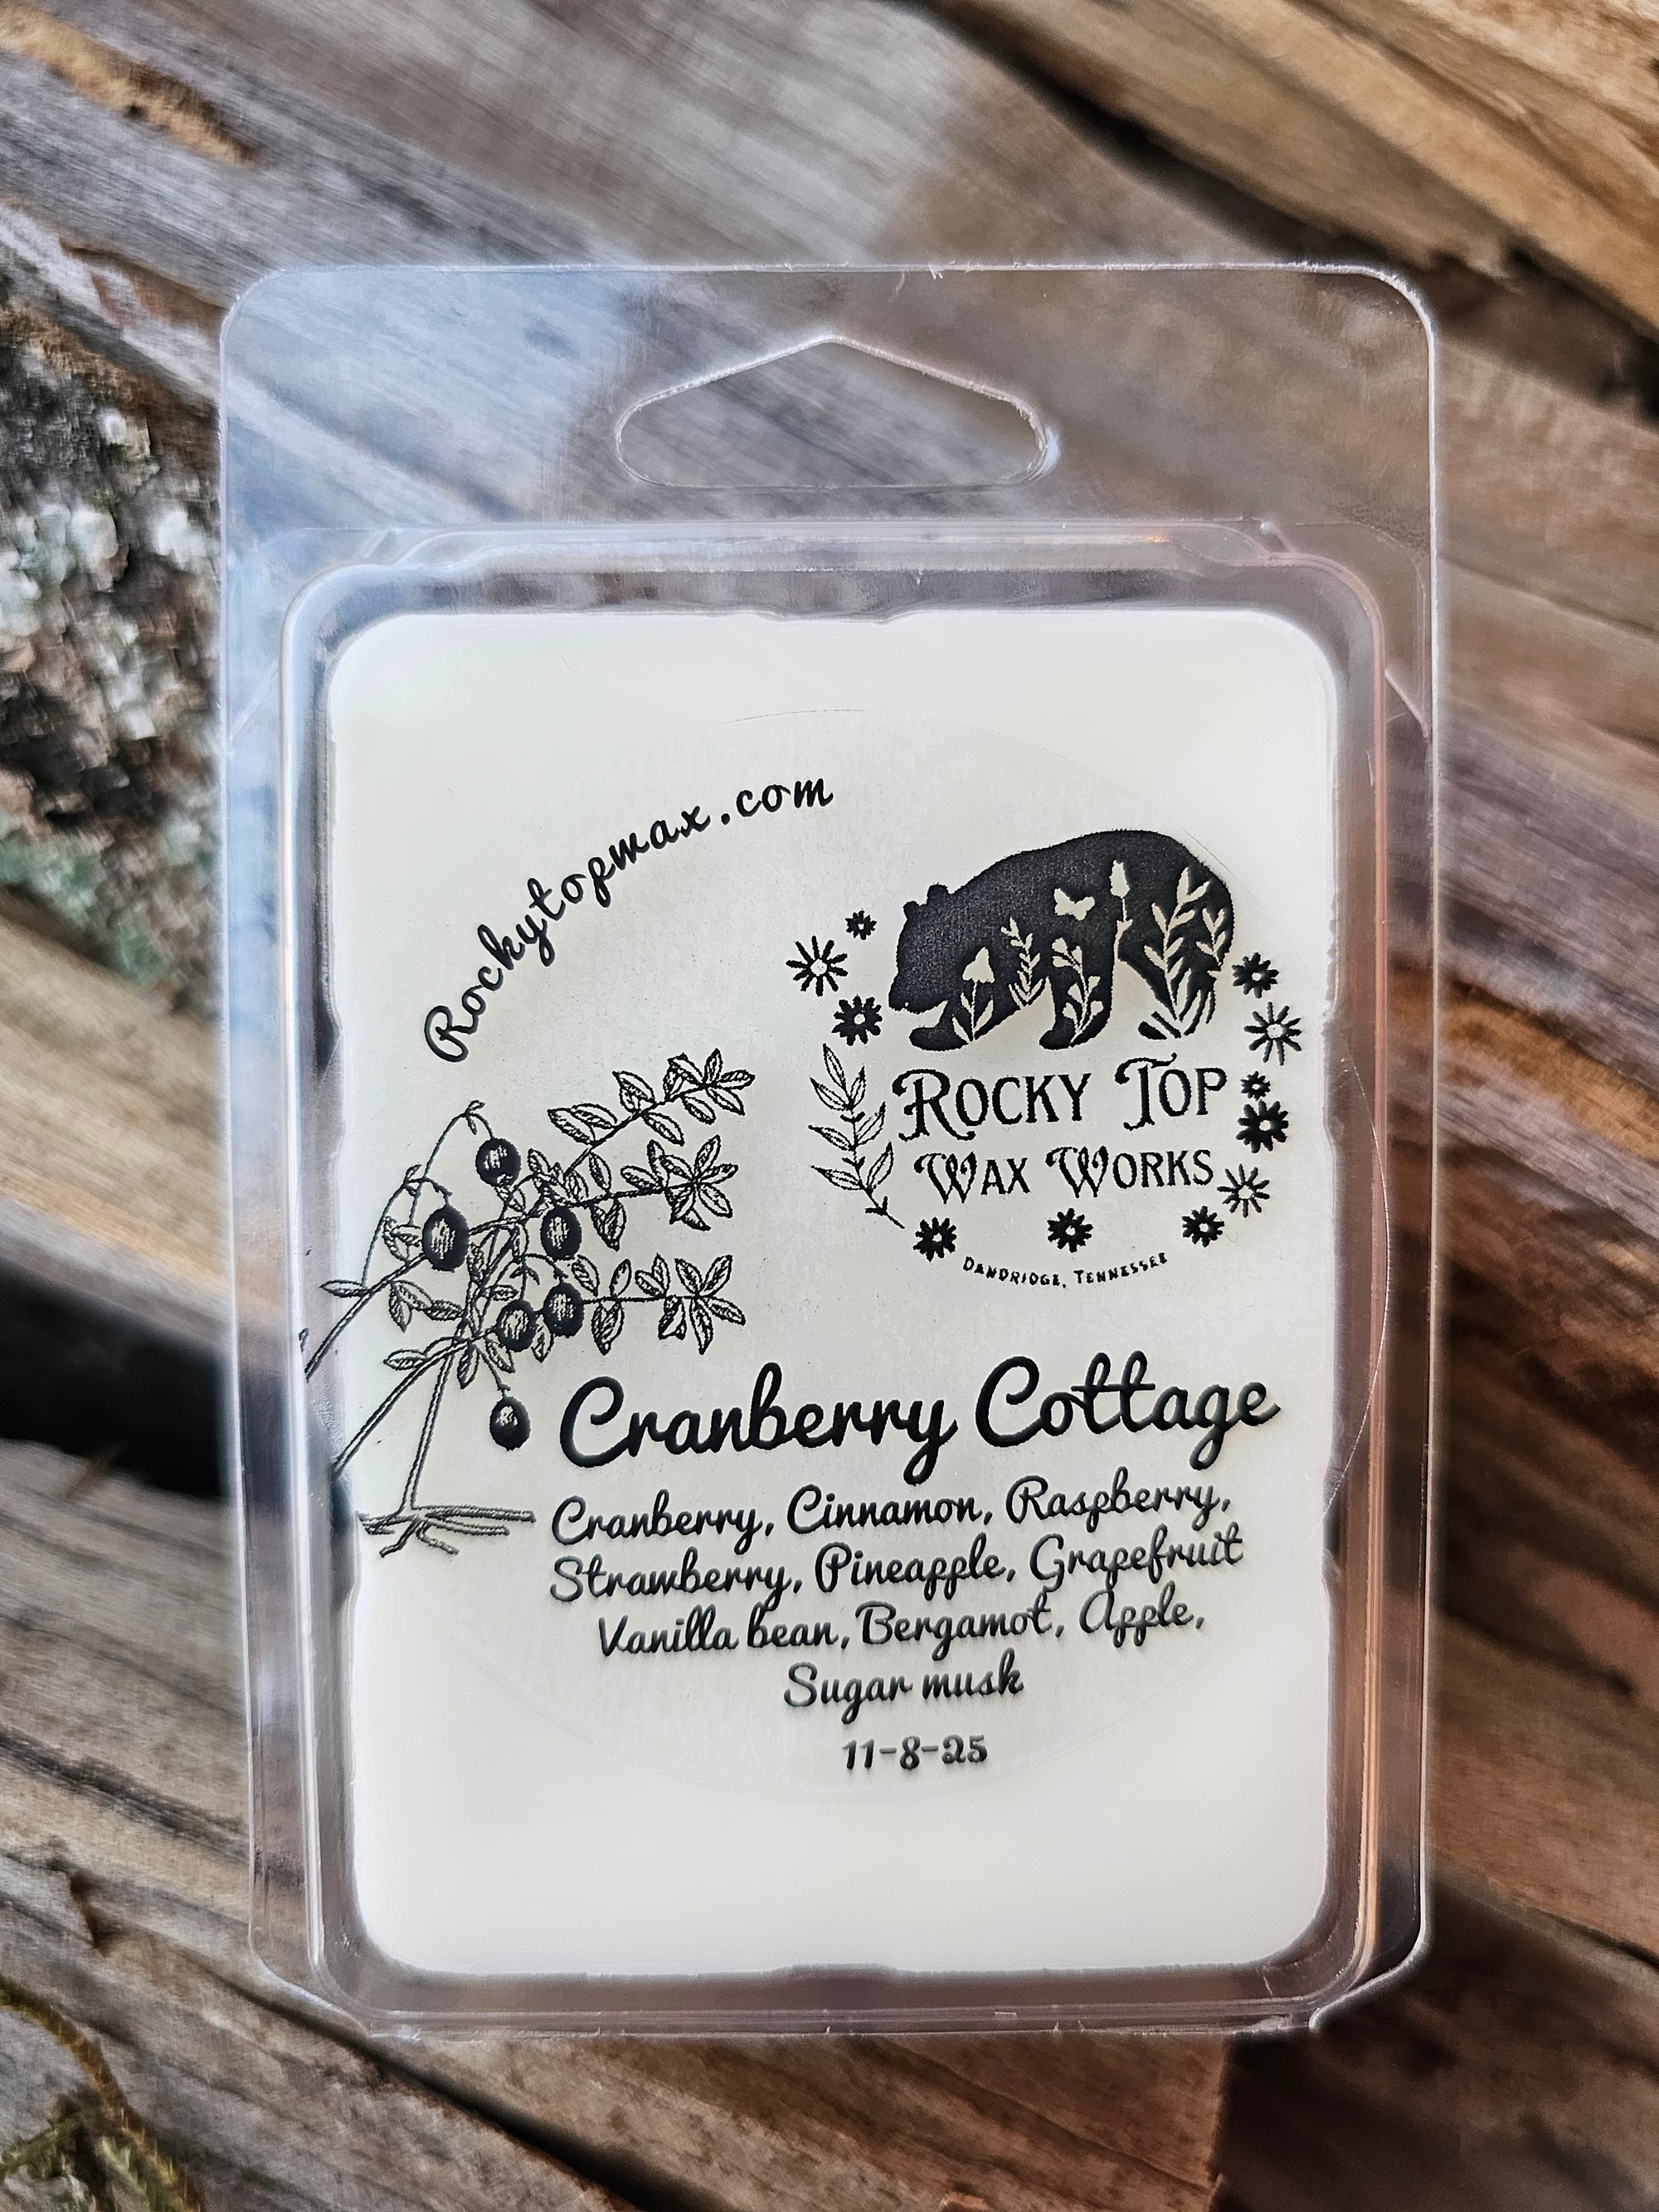 Rockytopwax.com
Rocky Top
Wax Works
Dandridge, Tennessee
Cranberry Cottage
Cranberry, Cinnamon, Raspberry,
Strawberry, Pineapple, Grapefruit
Vanilla bean, Bergamot, Apple,
Sugar musk
11-8-25